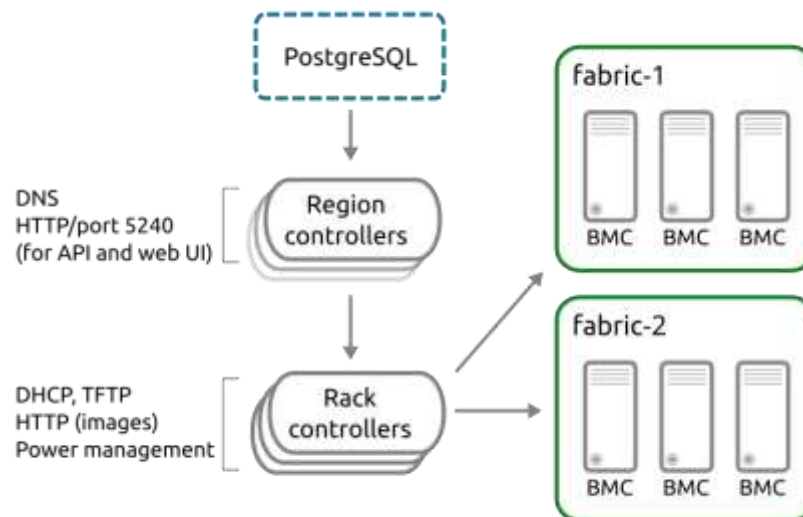 PostgreSQL
fabric-1
BMC BMC BMC
DNS
HTTP/port 5240
(for API and web UI)
Region
controllers
fabric-2
BMC BMC BMC
DHCP, TFTP
HTTP (images)
Power management
Rack
controllers